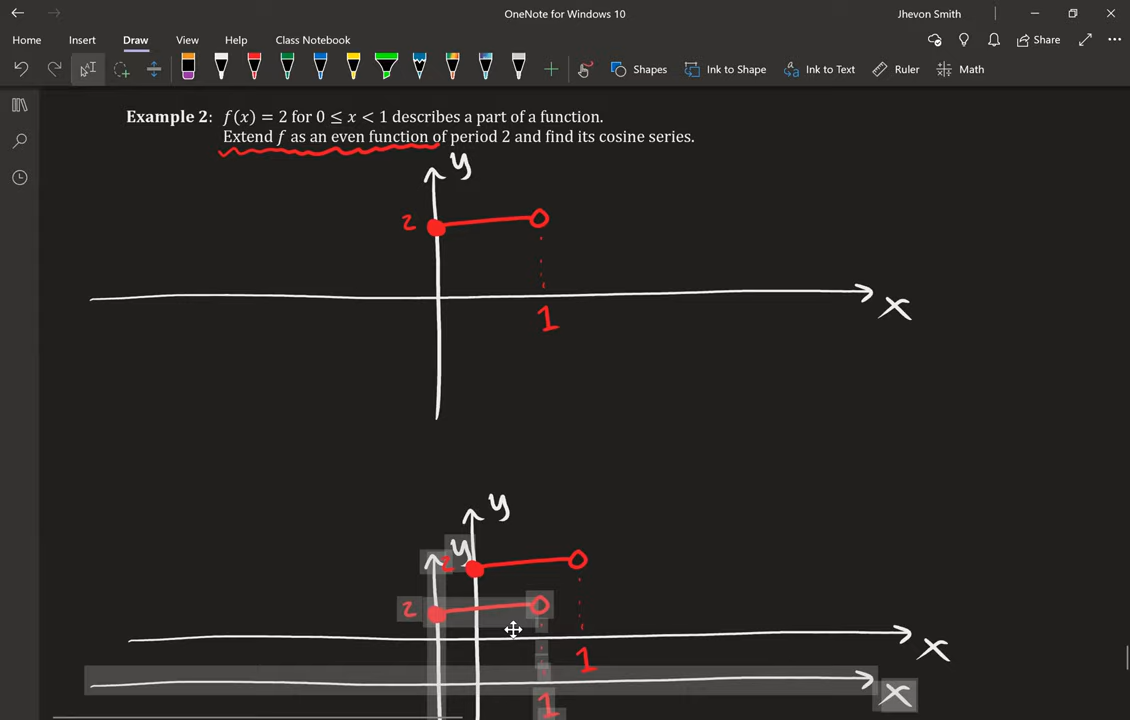 OneNote for Windows 10
Jhevon Smith
Home Insert Draw View Help Class Notebook
Share
Shapes Ink to Shape Ink to Text Ruler Math
Example 2: f(x) = 2 for 0 ≤ x < 1 describes a part of a function.
Extend f as an even function of period 2 and find its cosine series.
y
2
x
1
y
2
y
2
x
1
x
1